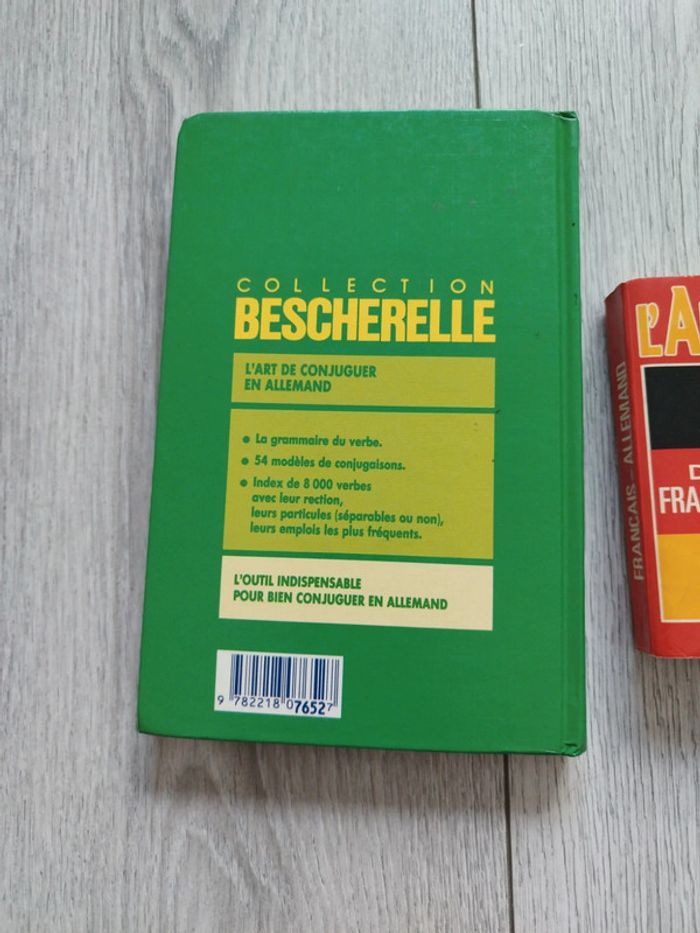 COLLECTION
BESCHERELLE
L'ART DE CONJUGUER
EN ALLEMAND
• La grammaire du verbe.
• 54 modèles de conjugaisons.
• Index de 8 000 verbes
avec leur rection,
leurs particules (séparables ou non),
leurs emplois les plus fréquents.
L'OUTIL INDISPENSABLE
POUR BIEN CONJUGUER EN ALLEMAND
9 782218 076527
FRANÇAIS - ALLEMAND